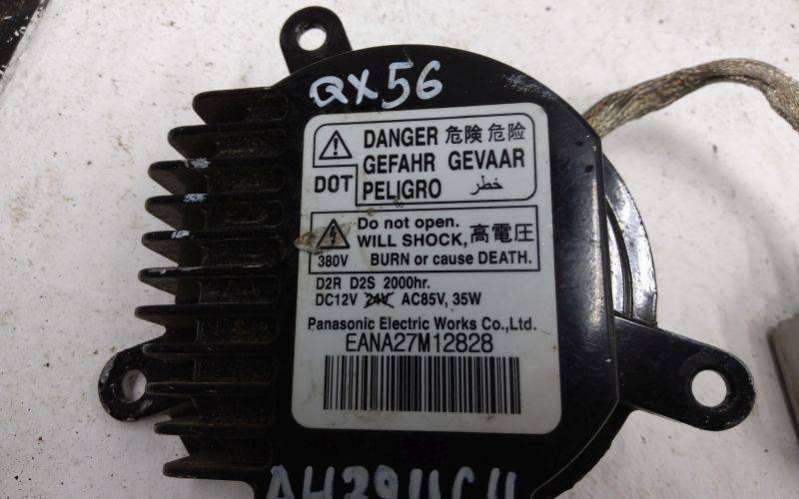 QX56
DANGER 危険 危险
GEFAHR GEVAAR
DOT PELIGRO خطر
Do not open.
WILL SHOCK, 高電圧
380V BURN or cause DEATH.
D2R D2S 2000hr.
DC12V 24V AC85V, 35W
Panasonic Electric Works Co.,Ltd.
EANA27M12828